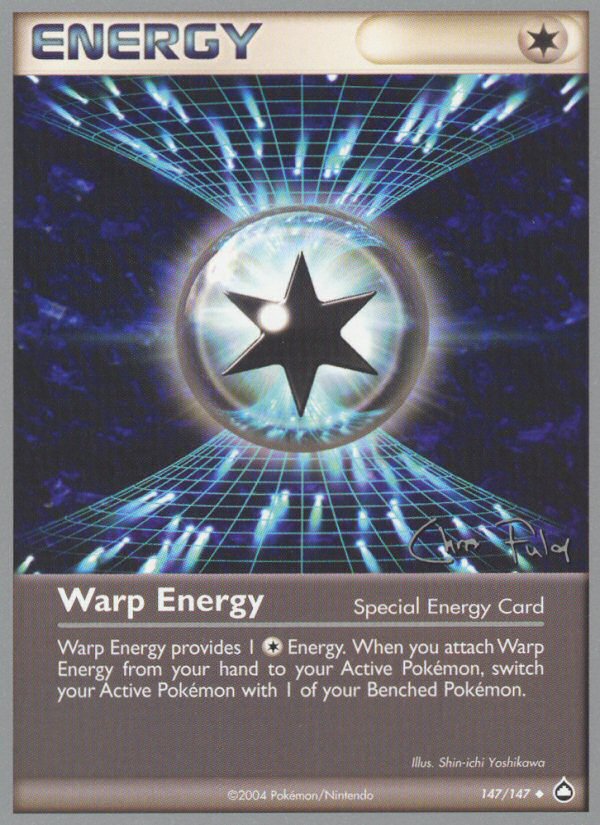 ENERGY
Chris Fulop
Warp Energy
Special Energy Card
Warp Energy provides 1 Energy. When you attach Warp
Energy from your hand to your Active Pokémon, switch
your Active Pokémon with 1 of your Benched Pokémon.
Illus. Shin-ichi Yoshikawa
©2004 Pokémon/Nintendo
147/147